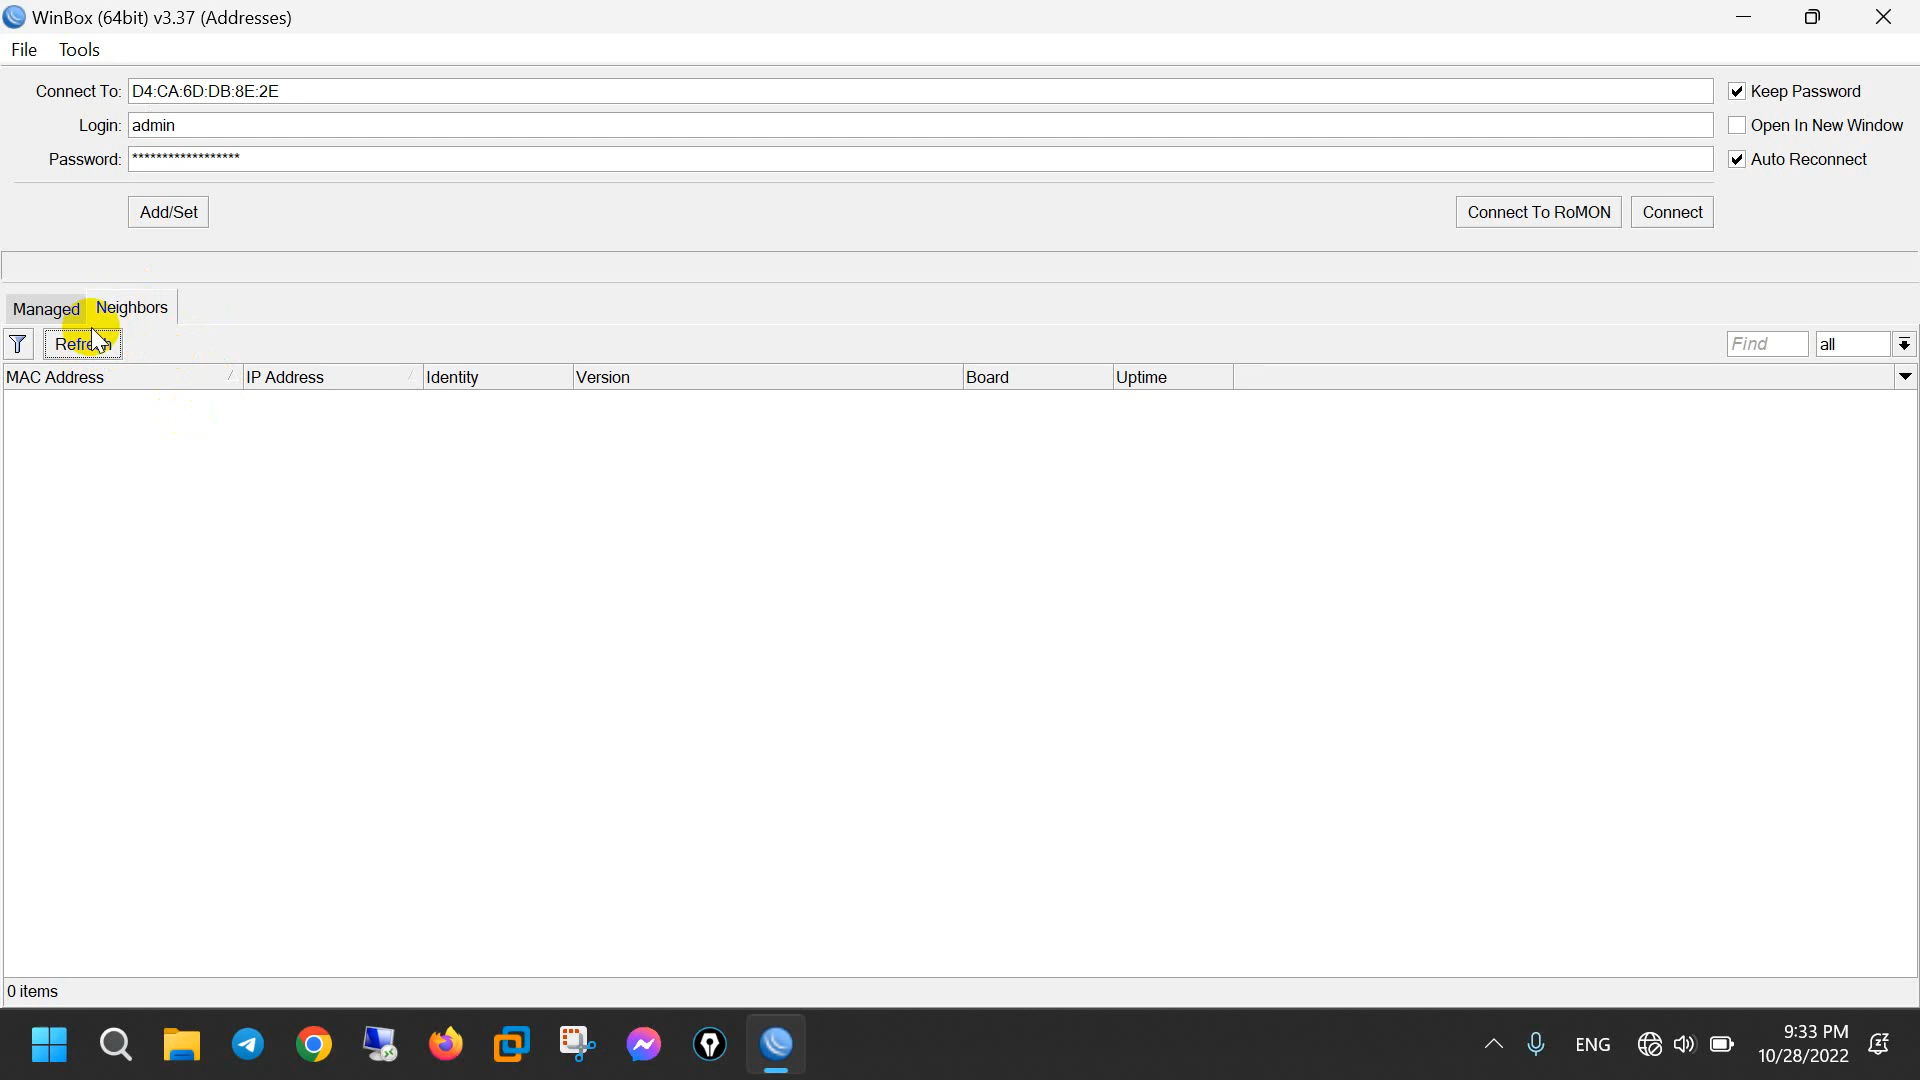 WinBox (64bit) v3.37 (Addresses)
File Tools
Connect To: D4:CA:6D:DB:8E:2E
Keep Password
Login: admin
Open In New Window
Password: ******************
Auto Reconnect
Add/Set
Connect To RoMON
Connect
Managed
Neighbors
Refresh
Find
all
MAC Address
IP Address
Identity
Version
Board
Uptime
0 items
ENG
9:33 PM
10/28/2022